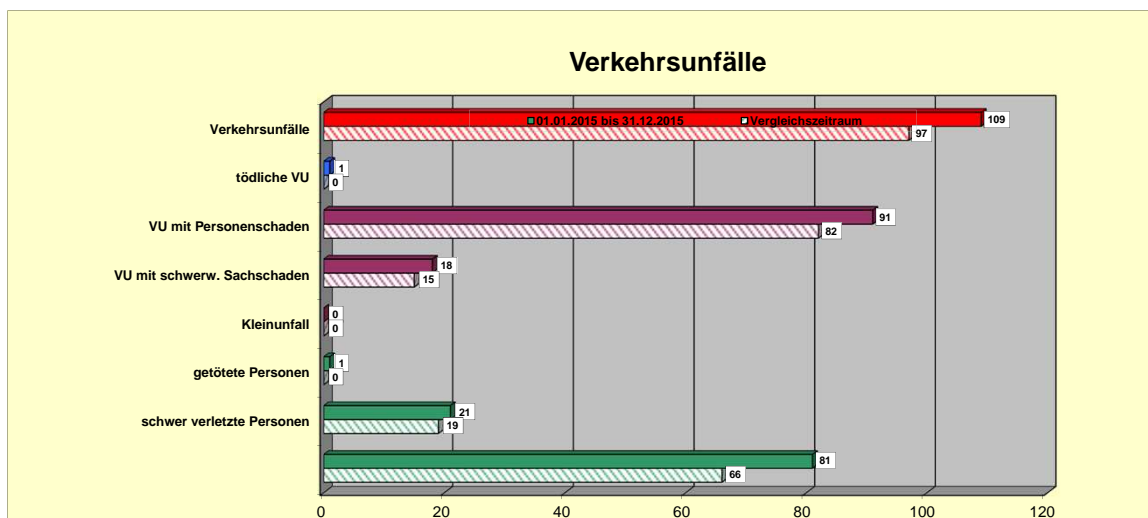 Verkehrsunfälle
01.01.2015 bis 31.12.2015 Vergleichszeitraum
Verkehrsunfälle
109
97
tödliche VU
1
0
VU mit Personenschaden
91
82
VU mit schwerw. Sachschaden
18
15
Kleinunfall
0
0
getötete Personen
1
0
schwer verletzte Personen
21
19
81
66
0 20 40 60 80 100 120